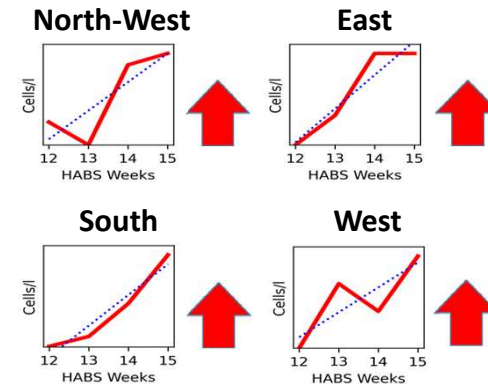 North-West
Cells/l
12 13 14 15
HABS Weeks
East
Cells/l
12 13 14 15
HABS Weeks
South
Cells/l
12 13 14 15
HABS Weeks
West
Cells/l
12 13 14 15
HABS Weeks